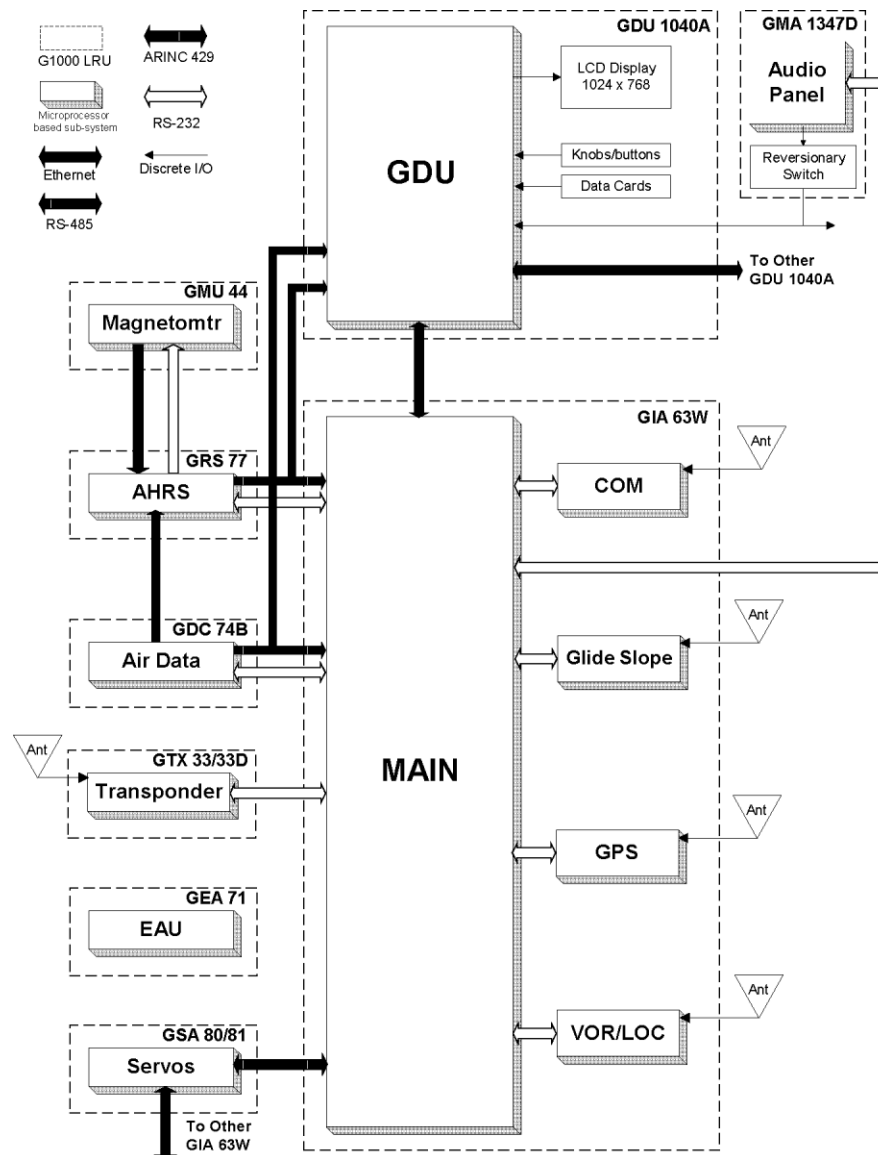 G1000 LRU
ARINC 429
Microprocessor
based sub-system
RS-232
Ethernet
Discrete I/O
RS-485
GDU 1040A
GDU
LCD Display
1024 x 768
Knobs/buttons
Data Cards
To Other
GDU 1040A
GMA 1347D
Audio
Panel
Reversionary
Switch
GMU 44
Magnetomtr
GRS 77
AHRS
GDC 74B
Air Data
GTX 33/33D
Ant
Transponder
GEA 71
EAU
GSA 80/81
Servos
To Other
GIA 63W
GIA 63W
MAIN
Ant
COM
Ant
Glide Slope
Ant
GPS
Ant
VOR/LOC